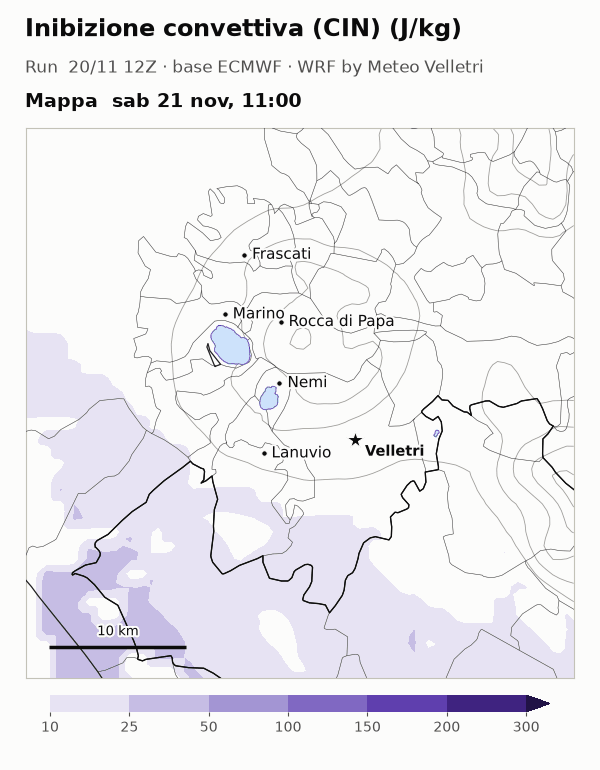 Inibizione convettiva (CIN) (J/kg)
Run  20/11 12Z · base ECMWF · WRF by Meteo Velletri
Mappa  sab 21 nov, 11:00
Frascati
Marino
Rocca di Papa
Nemi
Velletri
Lanuvio
10 km
10 25 50 100 150 200 300